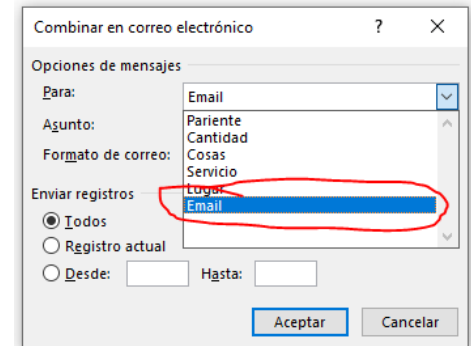 Combinar en correo electrónico ? ×
Opciones de mensajes
Para: Email
Pariente
Asunto:
Cantidad
Formato de correo: Cosas
Servicio
Enviar registros Lugar
Email
Todos
Registro actual
Desde: Hasta:
Aceptar Cancelar